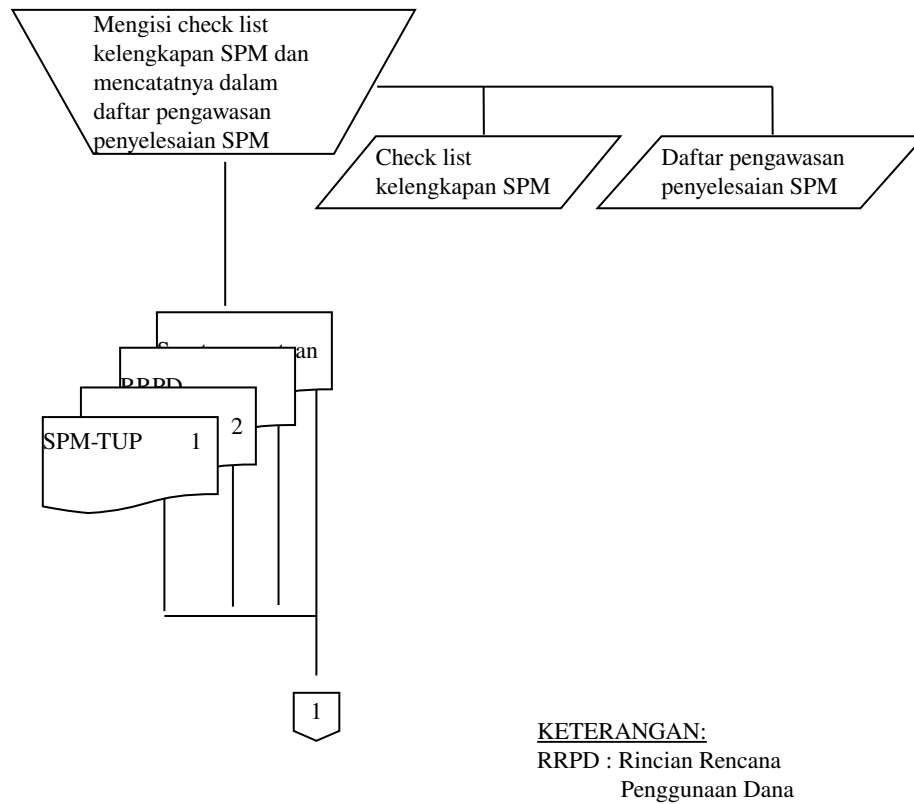 Mengisi check list
kelengkapan SPM dan
mencatatnya dalam
daftar pengawasan
penyelesaian SPM
Check list
kelengkapan SPM
Daftar pengawasan
penyelesaian SPM
RRPD
2
SPM-TUP 1
1
KETERANGAN:
RRPD : Rincian Rencana
Penggunaan Dana